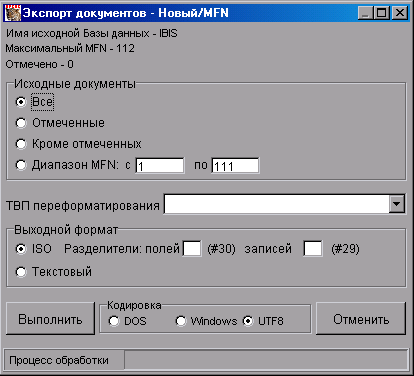 Экспорт документов - Новый/MFN
Имя исходной Базы данных - IBIS
Максимальный MFN - 112
Отмечено - 0
Исходные документы
Все
Отмеченные
Кроме отмеченных
Диапазон MFN: с 1 по 111
ТВП переформатирования
Выходной формат
ISO Разделители: полей (#30) записей (#29)
Текстовый
Выполнить
Кодировка
DOS Windows UTF8
Отменить
Процесс обработки